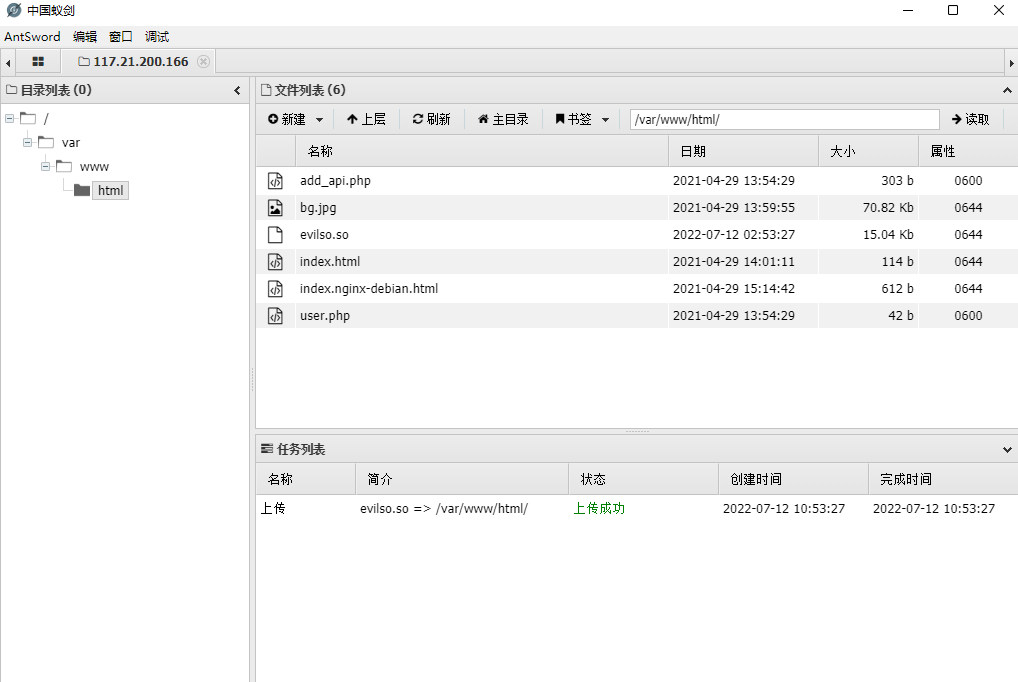 中国蚁剑
AntSword 编辑 窗口 调试
117.21.200.166
目录列表 (0)
/
var
www
html
文件列表 (6)
新建 上层 刷新 主目录 书签 /var/www/html/ 读取
名称 日期 大小 属性
add_api.php 2021-04-29 13:54:29 303 b 0600
bg.jpg 2021-04-29 13:59:55 70.82 Kb 0644
evilso.so 2022-07-12 02:53:27 15.04 Kb 0644
index.html 2021-04-29 14:01:11 114 b 0644
index.nginx-debian.html 2021-04-29 15:14:42 612 b 0644
user.php 2021-04-29 13:54:29 42 b 0600
任务列表
名称 简介 状态 创建时间 完成时间
上传 evilso.so => /var/www/html/ 上传成功 2022-07-12 10:53:27 2022-07-12 10:53:27